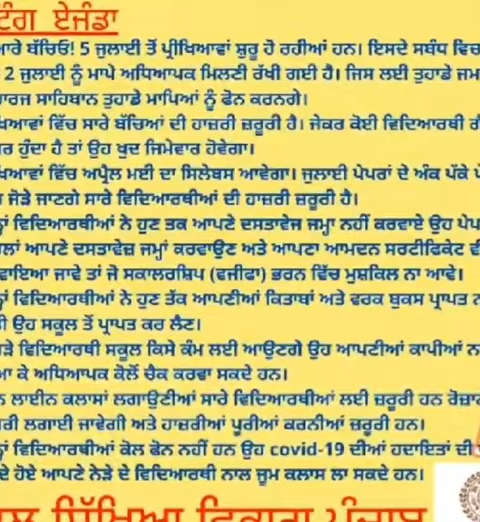 ਟਿੰਗ ਏਜੰਡਾ
ਆਰੇ ਬੱਚਿਓ! 5 ਜੁਲਾਈ ਤੋਂ ਪ੍ਰੀਖਿਆਵਾਂ ਸ਼ੁਰੂ ਹੋ ਰਹੀਆਂ ਹਨ। ਇਸਦੇ ਸਬੰਧ ਵਿਚ
2 ਜੁਲਾਈ ਨੂੰ ਮਾਪੇ ਅਧਿਆਪਕ ਮਿਲਣੀ ਰੱਖੀ ਗਈ ਹੈ। ਜਿਸ ਲਈ ਤੁਹਾਡੇ ਜਮਾ
ਾਰਜ ਸਾਹਿਬਾਨ ਤੁਹਾਡੇ ਮਾਪਿਆਂ ਨੂੰ ਫੋਨ ਕਰਨਗੇ।
ਖਿਆਵਾਂ ਵਿੱਚ ਸਾਰੇ ਬੱਚਿਆਂ ਦੀ ਹਾਜ਼ਰੀ ਜ਼ਰੂਰੀ ਹੈ। ਜੇਕਰ ਕੋਈ ਵਿਦਿਆਰਥੀ
ਰ ਹੁੰਦਾ ਹੈ ਤਾਂ ਉਹ ਖੁਦ ਜਿਮੇਵਾਰ ਹੋਵੇਗਾ।
ਖਿਆਵਾਂ ਵਿੱਚ ਅਪ੍ਰੈਲ ਮਈ ਦਾ ਸਿਲੇਬਸ ਆਵੇਗਾ। ਜੁਲਾਈ ਪੇਪਰਾਂ ਦੇ ਅੰਕ ਪੱਕੇ
ਜੋੜੇ ਜਾਣਗੇ ਸਾਰੇ ਵਿਦਿਆਰਥੀਆਂ ਦੀ ਹਾਜ਼ਰੀ ਜ਼ਰੂਰੀ ਹੈ।
ਵਿਦਿਆਰਥੀਆਂ ਨੇ ਹੁਣ ਤਕ ਆਪਣੇ ਦਸਤਾਵੇਜ ਜਮ੍ਹਾ ਨਹੀਂ ਕਰਵਾਏ ਉਹ ਪੇਪ
ਲਾਂ ਆਪਣੇ ਦਸਤਾਵੇਜ਼ ਜਮ੍ਹਾਂ ਕਰਵਾਉਣ ਅਤੇ ਆਪਣਾ ਆਮਦਨ ਸਰਟੀਫਿਕੇਟ ਵੀ
ਵਾਇਆ ਜਾਵੇ ਤਾਂ ਜੋ ਸਕਾਲਰਸ਼ਿਪ (ਵਜੀਫਾ) ਭਰਨ ਵਿੱਚ ਮੁਸ਼ਕਿਲ ਨਾ ਆਵੇ।
ਵਿਦਿਆਰਥੀਆਂ ਨੇ ਹੁਣ ਤੱਕ ਆਪਣੀਆਂ ਕਿਤਾਬਾਂ ਅਤੇ ਵਰਕ ਬੁਕਸ ਪ੍ਰਾਪਤ ਨ
ੀ ਉਹ ਸਕੂਲ ਤੋਂ ਪ੍ਰਾਪਤ ਕਰ ਲੈਣ।
ੜੇ ਵਿਦਿਆਰਥੀ ਸਕੂਲ ਕਿਸੇ ਕੰਮ ਲਈ ਆਉਣਗੇ ਉਹ ਆਪਣੀਆਂ ਕਾਪੀਆਂ ਨਾ
ਆ ਕੇ ਅਧਿਆਪਕ ਕੋਲੋਂ ਚੈਕ ਕਰਵਾ ਸਕਦੇ ਹਨ।
ਨ ਲਾਈਨ ਕਲਾਸਾਂ ਲਗਾਉਣੀਆਂ ਸਾਰੇ ਵਿਦਿਆਰਥੀਆਂ ਲਈ ਜ਼ਰੂਰੀ ਹਨ ਰੋਜ਼ਾ
ਰੀ ਲਗਾਈ ਜਾਵੇਗੀ ਅਤੇ ਹਾਜ਼ਰੀਆਂ ਪੂਰੀਆਂ ਕਰਨੀਆਂ ਜ਼ਰੂਰੀ ਹਨ।
ਵਿਦਿਆਰਥੀਆਂ ਕੋਲ ਫੋਨ ਨਹੀਂ ਹਨ ਉਹ covid-19 ਦੀਆਂ ਹਦਾਇਤਾਂ ਦੀ
ਦੇ ਹੋਏ ਆਪਣੇ ਨੇੜੇ ਦੇ ਵਿਦਿਆਰਥੀ ਨਾਲ ਜ਼ੂਮ ਕਲਾਸ ਲਾ ਸਕਦੇ ਹਨ।
ਸਿੱਖਿਆ ਵਿਭਾਗ ਪੰਜਾਬ